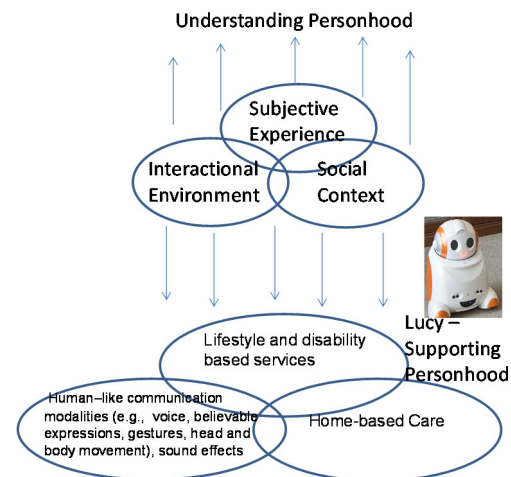 Understanding Personhood
Subjective
Experience
Interactional
Environment
Social
Context
Lucy –
Supporting
Personhood
Lifestyle and disability
based services
Human–like communication
modalities (e.g., voice, believable
expressions, gestures, head and
body movement), sound effects
Home-based Care